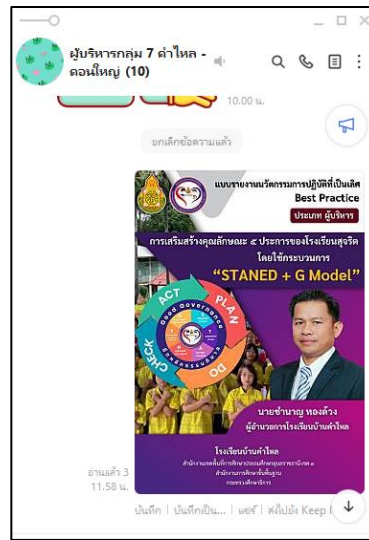 ผู้บริหารกลุ่ม 7 คำไหล -
ดอนใหญ่ (10)
10.00 น.
ยกเลิกข้อความแล้ว
แบบรายงานนวัตกรรมการปฏิบัติที่เป็นเลิศ
Best Practice
ประเภท ผู้บริหาร
การเสริมสร้างคุณลักษณะ ๕ ประการของโรงเรียนสุจริต
โดยใช้กระบวนการ
“STANED + G Model”
ACT
PLAN
Good Governance
CHECK
DO
นายชำนาญ ทองด้วง
ผู้อำนวยการโรงเรียนบ้านคำไหล
โรงเรียนบ้านคำไหล
สำนักงานเขตพื้นที่การศึกษาประถมศึกษาอุบลราชธานีเขต ๓
สำนักงานคณะกรรมการการศึกษาขั้นพื้นฐาน
กระทรวงศึกษาธิการ
อ่านแล้ว 3
11.58 น.
บันทึก | บันทึกเป็น... | แชร์ | ส่งไปยัง Keep